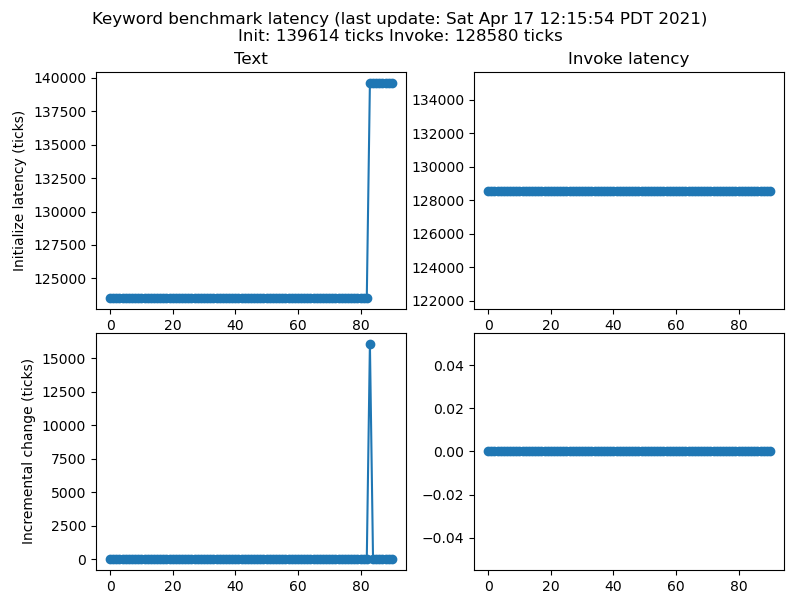 Keyword benchmark latency (last update: Sat Apr 17 12:15:54 PDT 2021)
Init: 139614 ticks Invoke: 128580 ticks
Text
Invoke latency
Initialize latency (ticks)
140000
137500
135000
132500
130000
127500
125000
0 20 40 60 80
134000
132000
130000
128000
126000
124000
122000
0 20 40 60 80
Incremental change (ticks)
15000
12500
10000
7500
5000
2500
0
0 20 40 60 80
0.04
0.02
0.00
−0.02
−0.04
0 20 40 60 80